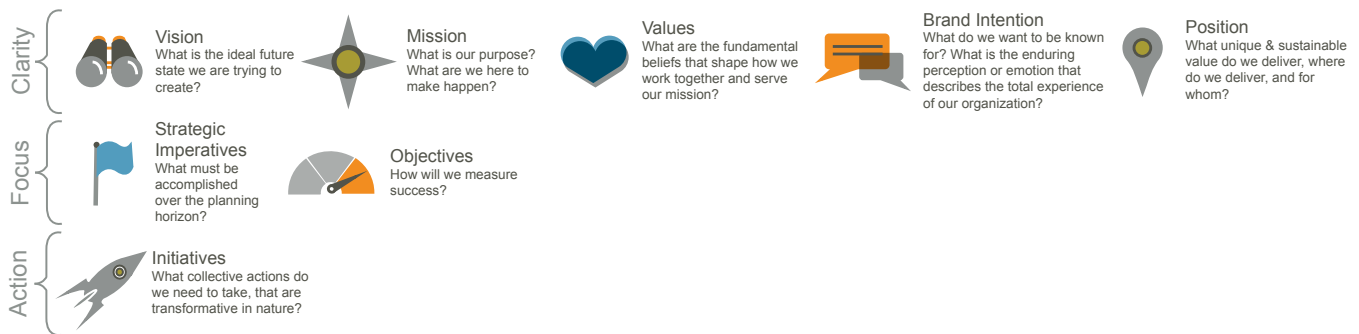 Clarity
Vision
What is the ideal future
state we are trying to
create?
Mission
What is our purpose?
What are we here to
make happen?
Values
What are the fundamental
beliefs that shape how we
work together and serve
our mission?
Brand Intention
What do we want to be known
for? What is the enduring
perception or emotion that
describes the total experience
of our organization?
Position
What unique & sustainable
value do we deliver, where
do we deliver, and for
whom?
Focus
Strategic
Imperatives
What must be
accomplished
over the planning
horizon?
Objectives
How will we measure
success?
Action
Initiatives
What collective actions do
we need to take, that are
transformative in nature?